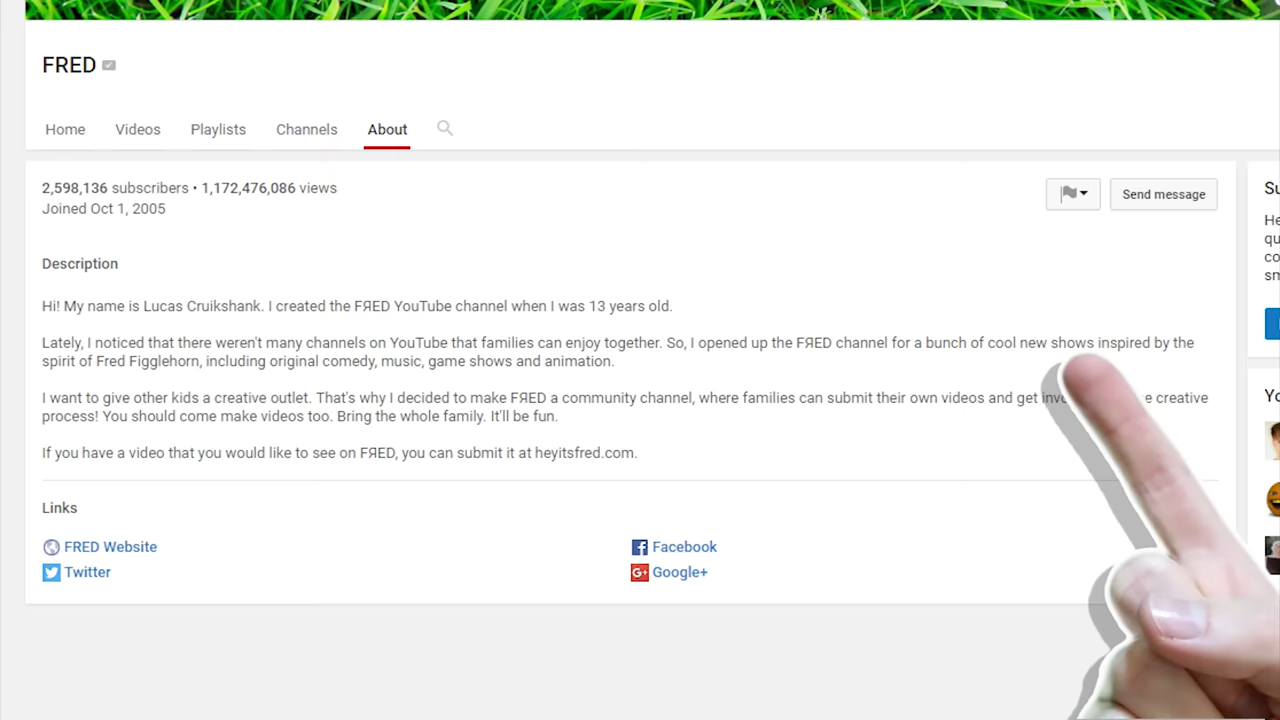 FRED
Home Videos Playlists Channels About
2,598,136 subscribers • 1,172,476,086 views
Joined Oct 1, 2005
Send message
Description
Hi! My name is Lucas Cruikshank. I created the FЯED YouTube channel when I was 13 years old.
Lately, I noticed that there weren't many channels on YouTube that families can enjoy together. So, I opened up the FЯED channel for a bunch of cool new shows inspired by the
spirit of Fred Figglehorn, including original comedy, music, game shows and animation.
I want to give other kids a creative outlet. That's why I decided to make FЯED a community channel, where families can submit their own videos and get creative
process! You should come make videos too. Bring the whole family. It'll be fun.
If you have a video that you would like to see on FЯED, you can submit it at heyitsfred.com.
Links
FRED Website Facebook
Twitter Google+